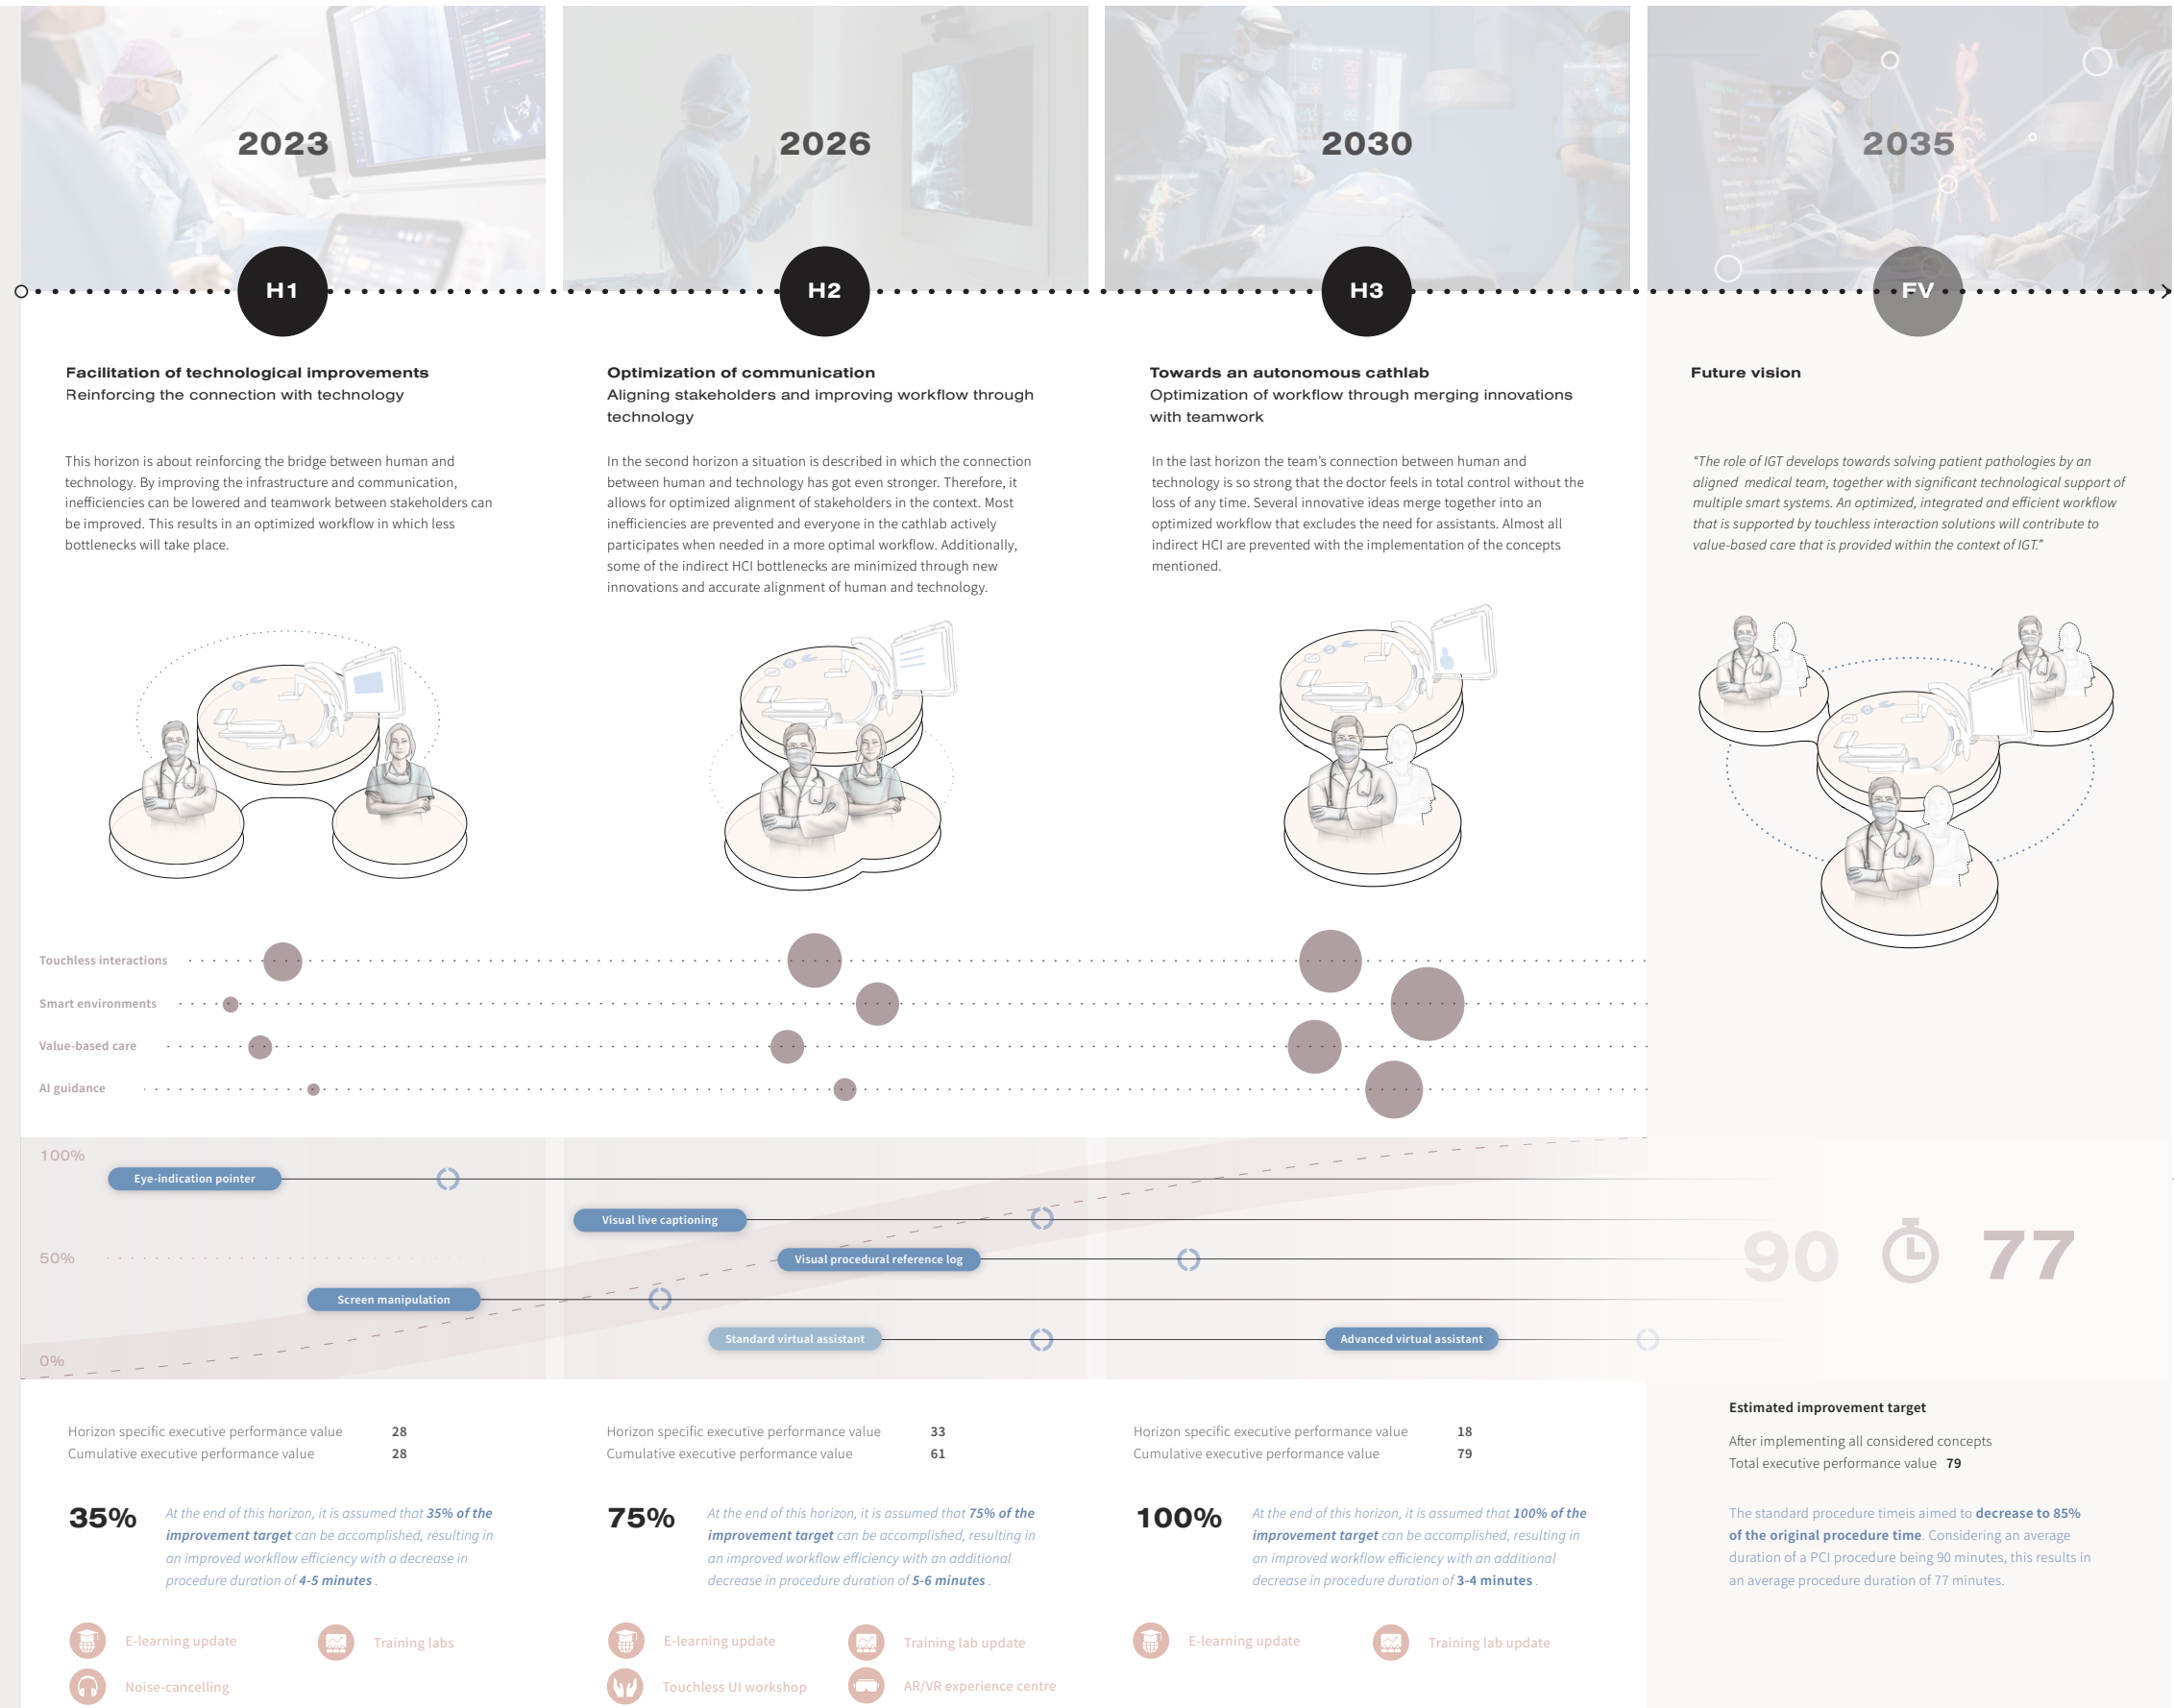 2023
2026
2030
2035
H1
H2
H3
FV
Facilitation of technological improvements
Reinforcing the connection with technology
This horizon is about reinforcing the bridge between human and
technology. By improving the infrastructure and communication,
inefficiencies can be lowered and teamwork between stakeholders can
be improved. This results in an optimized workflow in which less
bottlenecks will take place.
Optimization of communication
Aligning stakeholders and improving workflow through
technology
In the second horizon a situation is described in which the connection
between human and technology has got even stronger. Therefore, it
allows for optimized alignment of stakeholders in the context. Most
inefficiencies are prevented and everyone in the cathlab actively
participates when needed in a more optimal workflow. Additionally,
some of the indirect HCI bottlenecks are minimized through new
innovations and accurate alignment of human and technology.
Towards an autonomous cathlab
Optimization of workflow through merging innovations
with teamwork
In the last horizon the team's connection between human and
technology is so strong that the doctor feels in total control without the
loss of any time. Several innovative ideas merge together into an
optimized workflow that excludes the need for assistants. Almost all
indirect HCI are prevented with the implementation of the concepts
mentioned.
Future vision
"The role of IGT develops towards solving patient pathologies by an
aligned medical team, together with significant technological support of
multiple smart systems. An optimized, integrated and efficient workflow
that is supported by touchless interaction solutions will contribute to
value-based care that is provided within the context of IGT."
Touchless interactions
Smart environments
Value-based care
AI guidance
100%
Eye-indication pointer
Visual live captioning
50%
Visual procedural reference log
90
77
Screen manipulation
Standard virtual assistant
Advanced virtual assistant
0%
Horizon specific executive performance value 28
Cumulative executive performance value 28
35%
At the end of this horizon, it is assumed that 35% of the
improvement target can be accomplished, resulting in
an improved workflow efficiency with a decrease in
procedure duration of 4-5 minutes .
E-learning update
Training labs
Noise-cancelling
Horizon specific executive performance value 33
Cumulative executive performance value 61
75%
At the end of this horizon, it is assumed that 75% of the
improvement target can be accomplished, resulting in
an improved workflow efficiency with an additional
decrease in procedure duration of 5-6 minutes .
E-learning update
Training lab update
Touchless UI workshop
AR/VR experience centre
Horizon specific executive performance value 18
Cumulative executive performance value 79
100%
At the end of this horizon, it is assumed that 100% of the
improvement target can be accomplished, resulting in
an improved workflow efficiency with an additional
decrease in procedure duration of 3-4 minutes .
E-learning update
Training lab update
Estimated improvement target
After implementing all considered concepts
Total executive performance value 79
The standard procedure timeis aimed to decrease to 85%
of the original procedure time. Considering an average
duration of a PCI procedure being 90 minutes, this results in
an average procedure duration of 77 minutes.